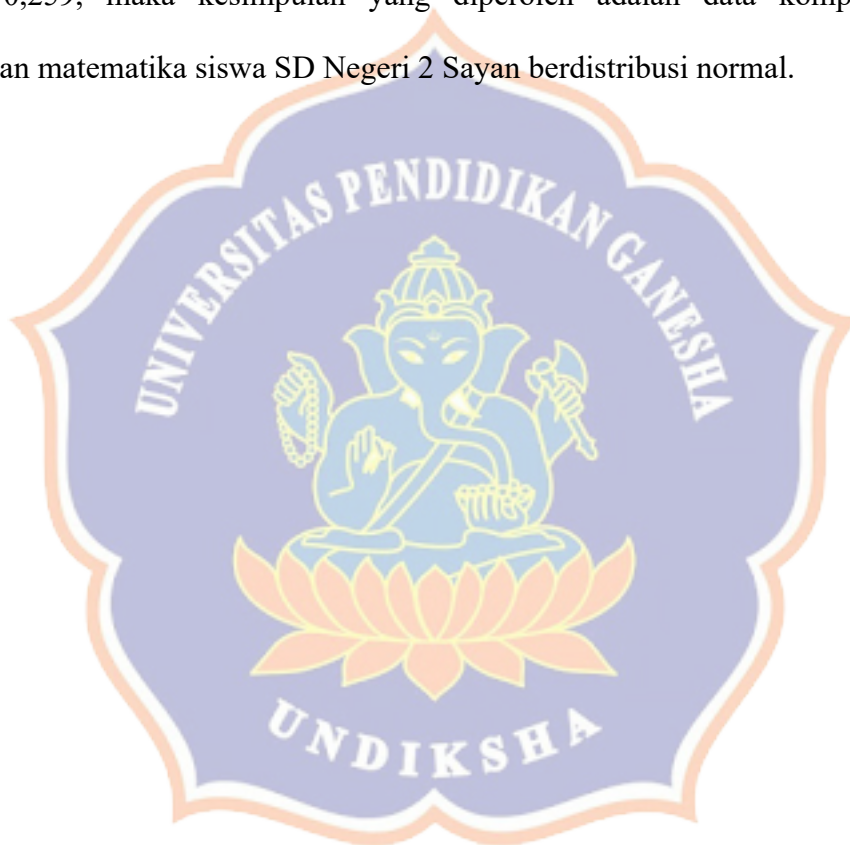 0,259, maka kesimpulan yang diperoleh adalah data komp
an matematika siswa SD Negeri 2 Sayan berdistribusi normal.
UNIVERSITAS PENDIDIKAN GANESHA
UNDIKSHA